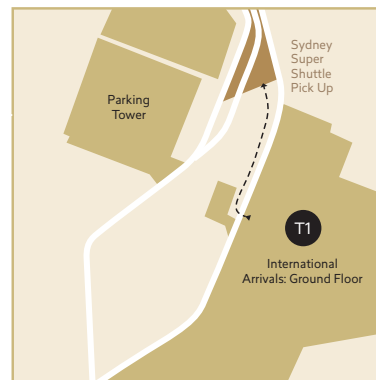 Sydney
Super
Shuttle
Pick Up
Parking
Tower
T1
International
Arrivals: Ground Floor